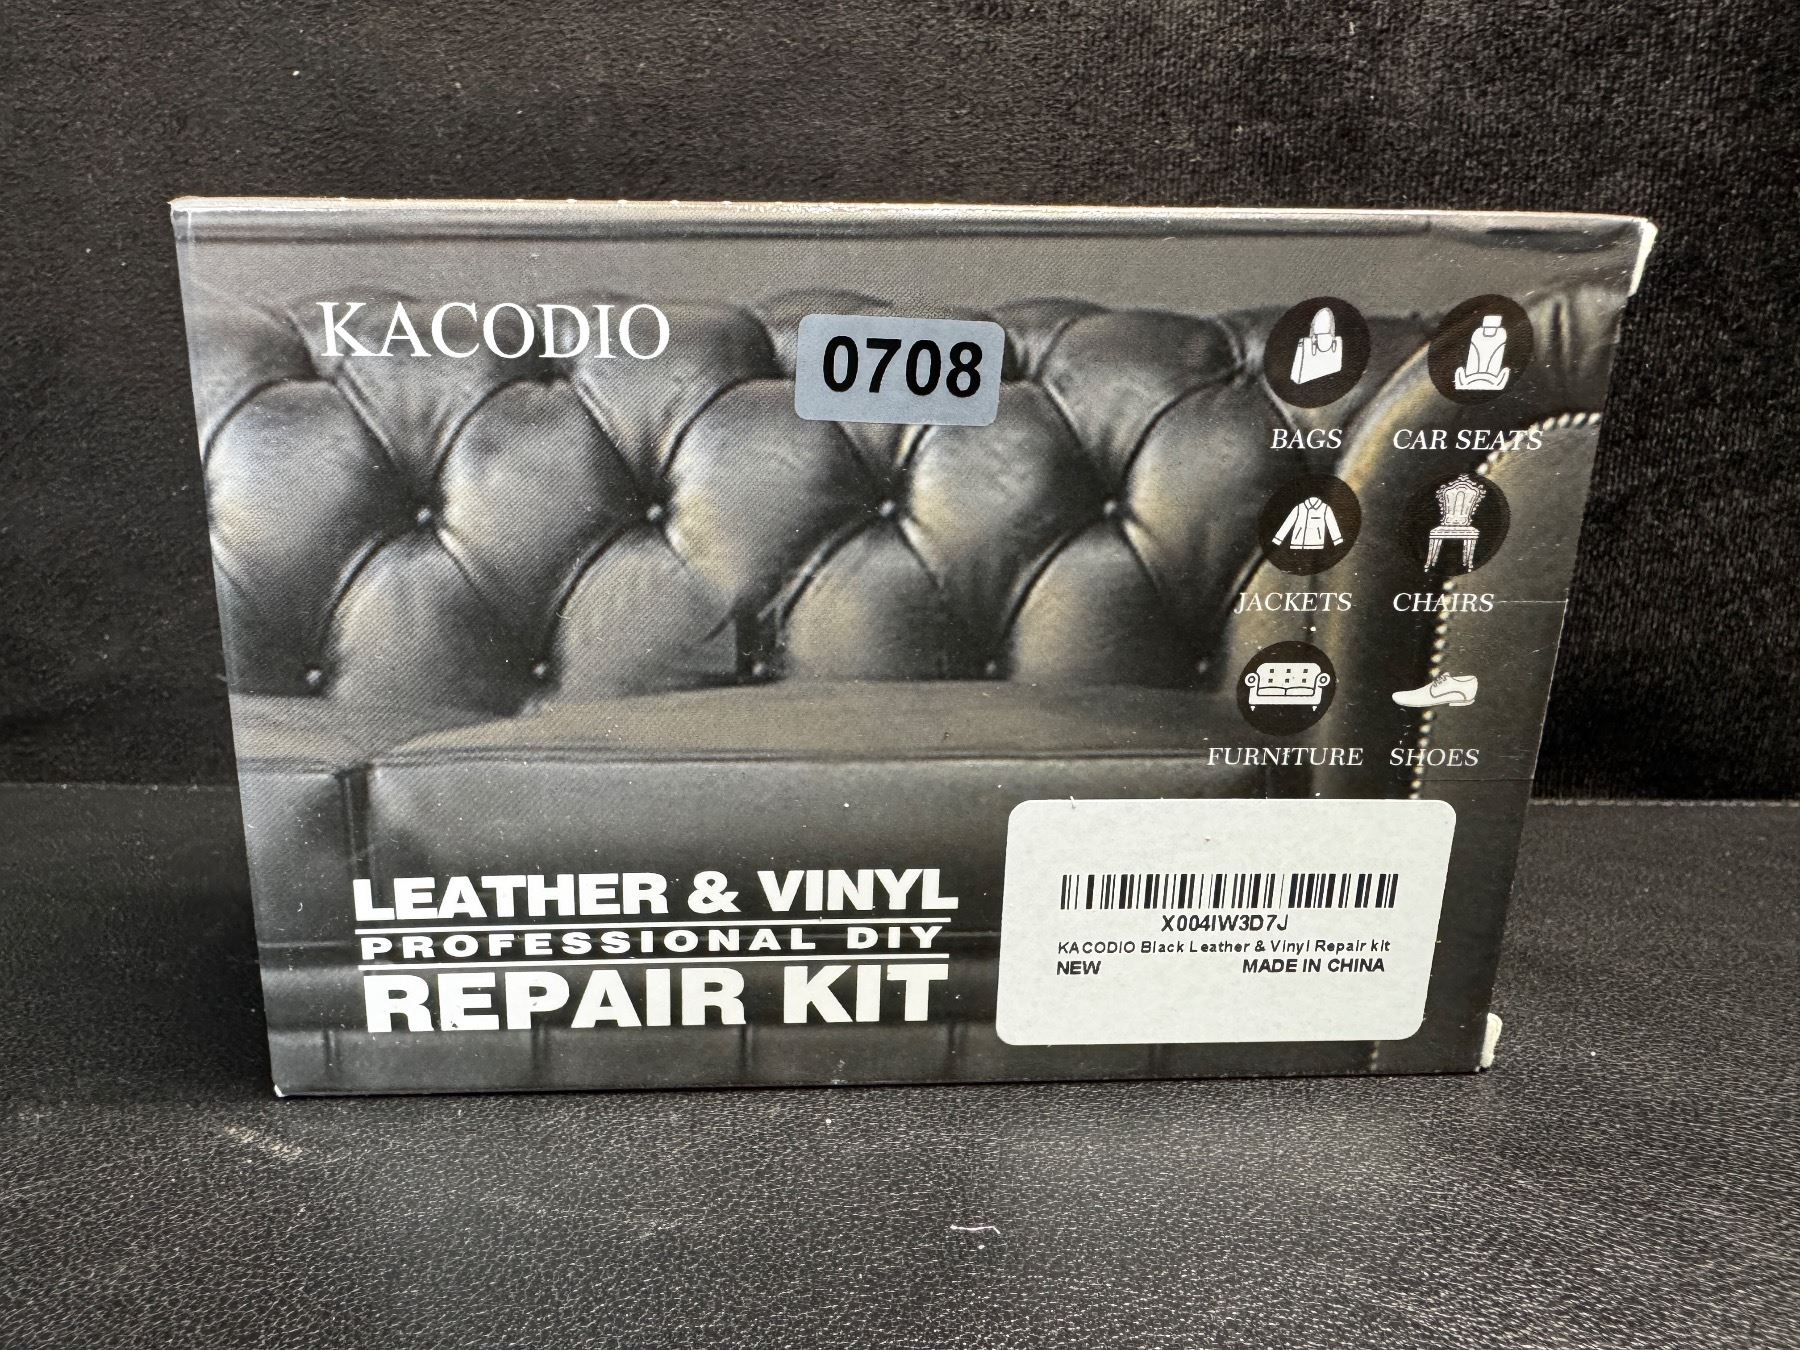 KACODIO
0708
BAGS CAR SEATS
JACKETS CHAIRS
FURNITURE SHOES
LEATHER & VINYL
PROFESSIONAL DIY
REPAIR KIT
X004IW3D7J
KACODIO Black Leather & Vinyl Repair kit
NEW MADE IN CHINA